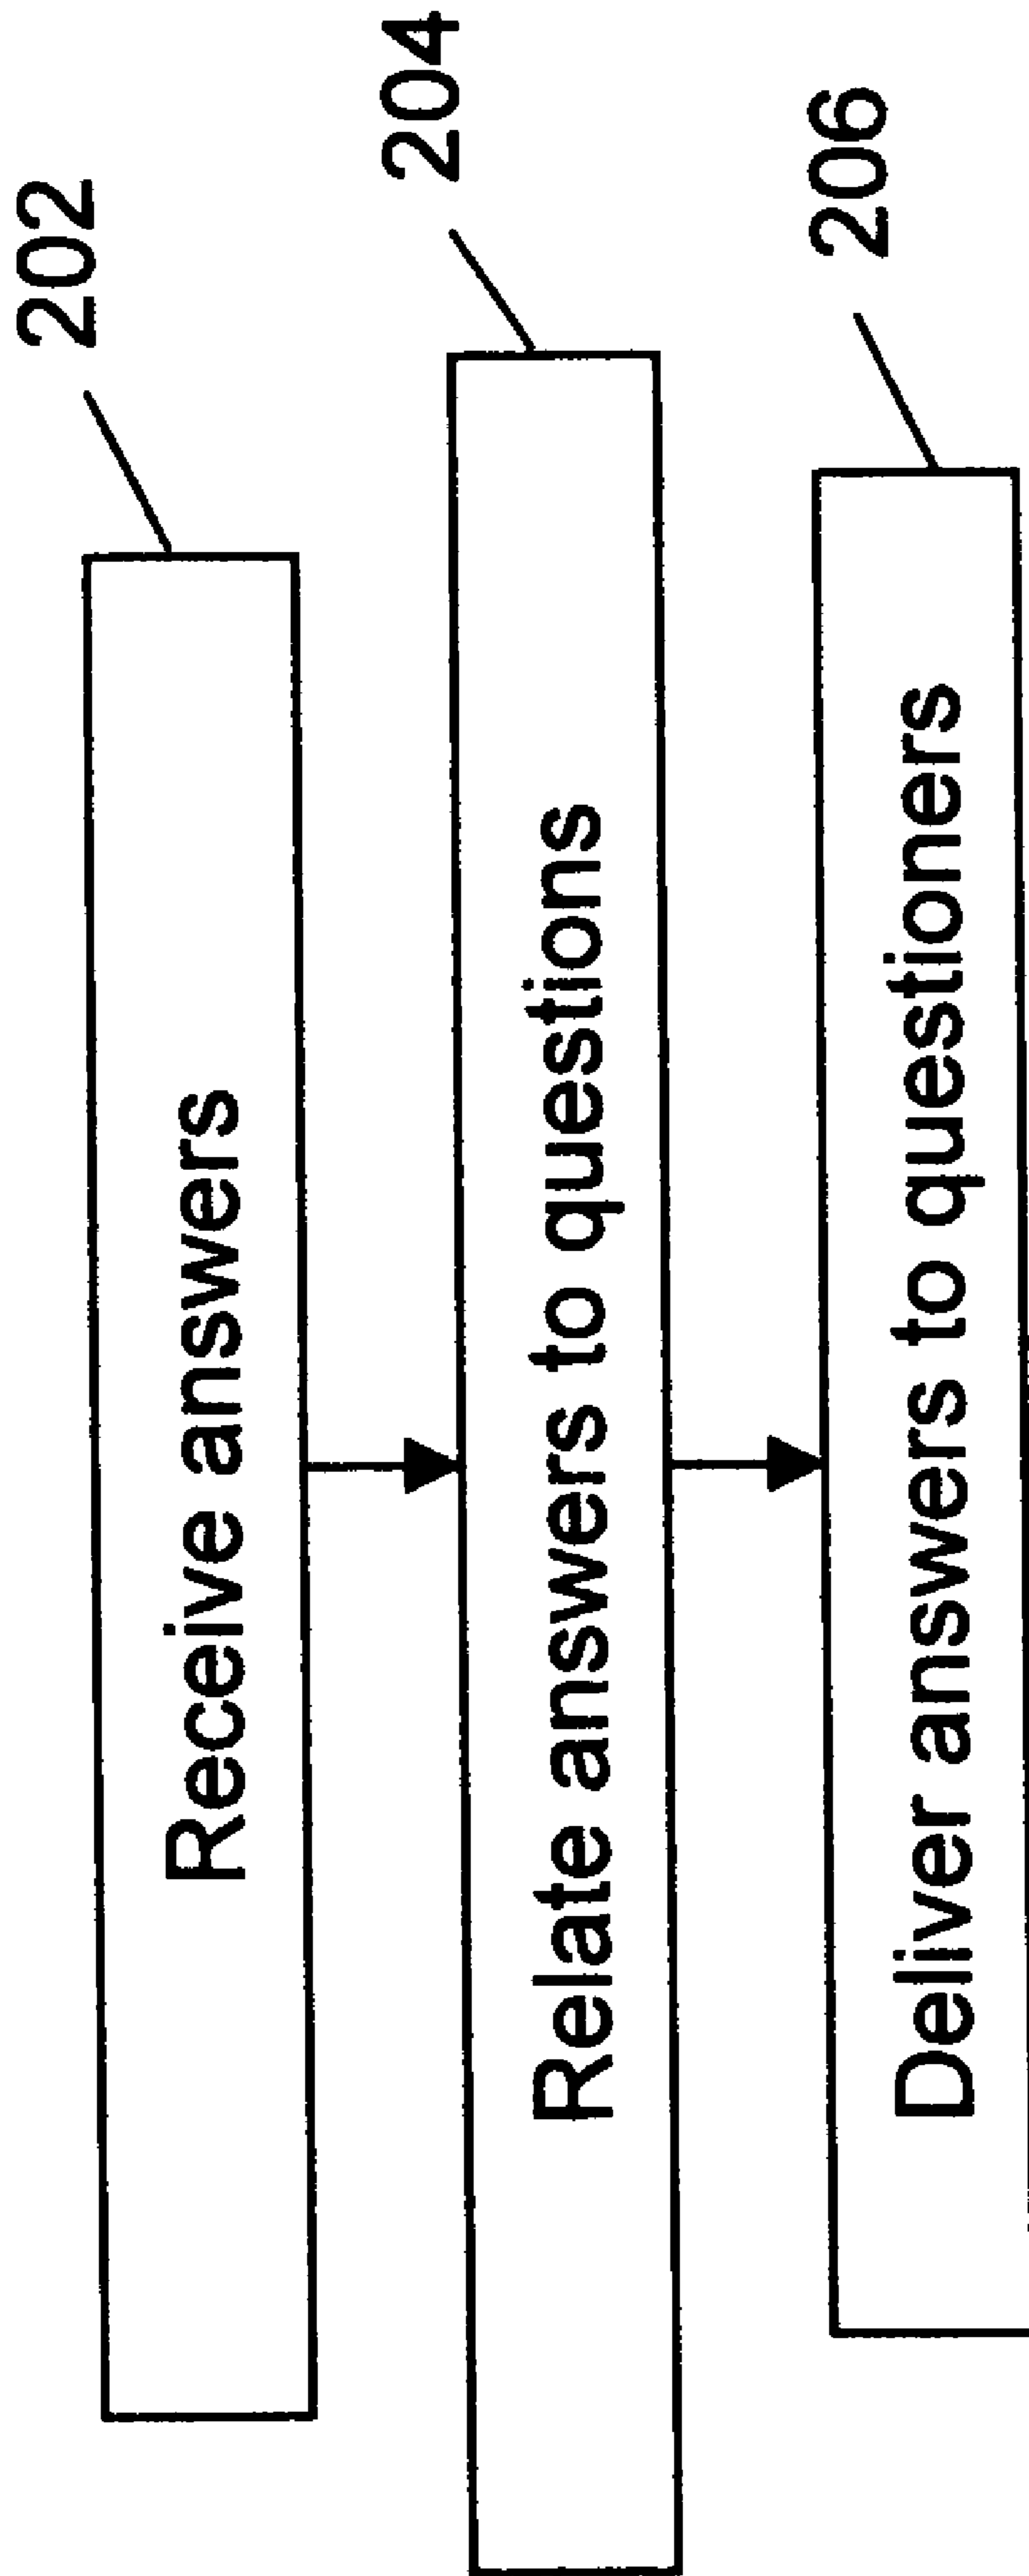 202
Receive answers
204
Relate answers to questions
206
Deliver answers to questioners